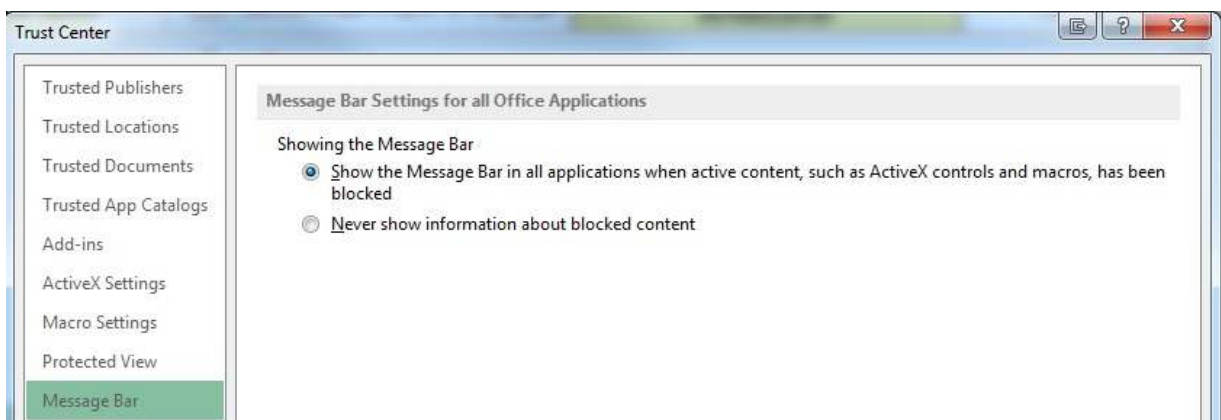 Trust Center
?
X
Trusted Publishers
Trusted Locations
Trusted Documents
Trusted App Catalogs
Add-ins
ActiveX Settings
Macro Settings
Protected View
Message Bar
Message Bar Settings for all Office Applications
Showing the Message Bar
Show the Message Bar in all applications when active content, such as ActiveX controls and macros, has been
blocked
Never show information about blocked content